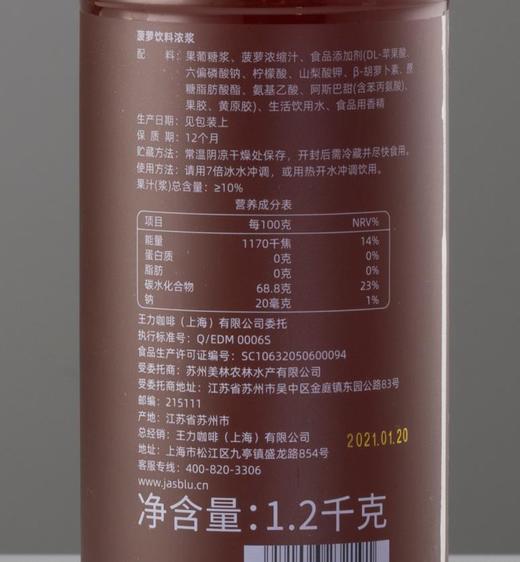 菠萝饮料浓浆
配 料：果葡糖浆、菠萝浓缩汁、食品添加剂(DL-苹果酸、
六偏磷酸钠、柠檬酸、山梨酸钾、β-胡萝卜素、蔗
糖脂肪酸酯、氨基乙酸、阿斯巴甜(含苯丙氨酸)、
果胶、黄原胶)、生活饮用水、食品用香精
生产日期：见包装上
保 质 期：12个月
贮藏方法：常温阴凉干燥处保存，开封后需冷藏并尽快食用。
使用方法：请用7倍冰水冲调，或用热开水冲调饮用。
果汁(浆)总含量：≥10%
营养成分表
项目 每100克 NRV%
能量 1170千焦 14%
蛋白质 0克 0%
脂肪 0克 0%
碳水化合物 68.8克 23%
钠 20毫克 1%
王力咖啡（上海）有限公司委托
执行标准号：Q/EDM 0006S
食品生产许可证编号：SC10632050600094
受委托商：苏州美林农林水产有限公司
受委托商地址：江苏省苏州市吴中区金庭镇东园公路83号
邮编：215111
产地：江苏省苏州市
总经销：王力咖啡（上海）有限公司
地址：上海市松江区九亭镇盛龙路854号
客服专线：400-820-3306
www.jasblu.cn
2021.01.20
净含量：1.2千克